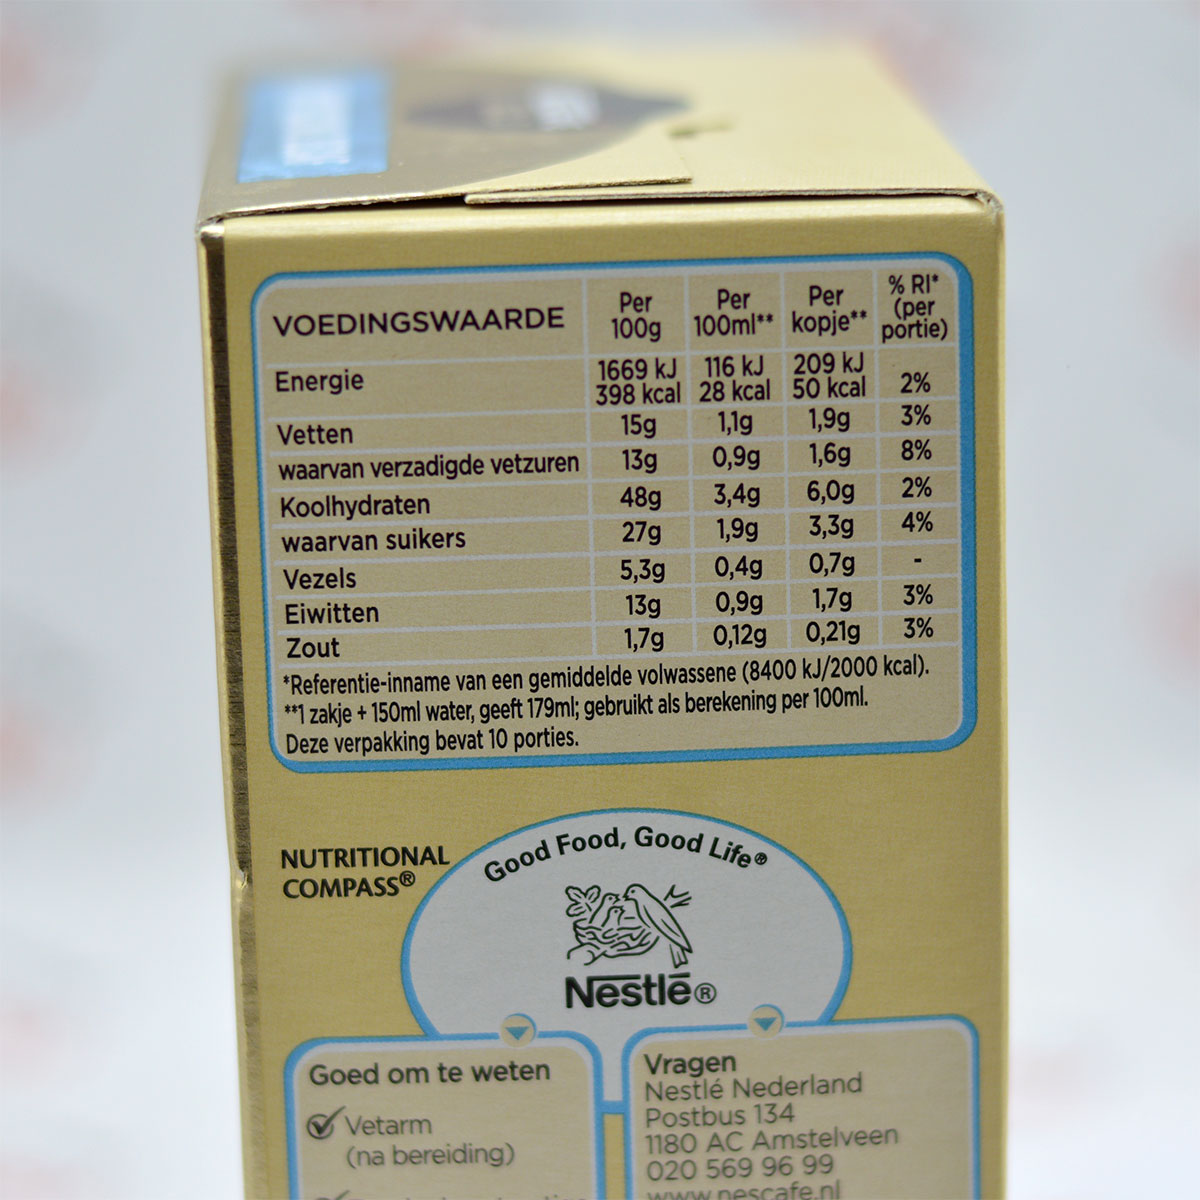 VOEDINGSWAARDE Per 100g Per 100ml** Per kopje** % RI* (per portie)
Energie 1669 kJ 398 kcal 116 kJ 28 kcal 209 kJ 50 kcal 2%
Vetten 15g 1,1g 1,9g 3%
waarvan verzadigde vetzuren 13g 0,9g 1,6g 8%
Koolhydraten 48g 3,4g 6,0g 2%
waarvan suikers 27g 1,9g 3,3g 4%
Vezels 5,3g 0,4g 0,7g -
Eiwitten 13g 0,9g 1,7g 3%
Zout 1,7g 0,12g 0,21g 3%
*Referentie-inname van een gemiddelde volwassene (8400 kJ/2000 kcal).
**1 zakje + 150ml water, geeft 179ml; gebruikt als berekening per 100ml.
Deze verpakking bevat 10 porties.
NUTRITIONAL
COMPASS®
Good Food, Good Life®
Nestlé®
Goed om te weten
Vetarm
(na bereiding)
Vragen
Nestlé Nederland
Postbus 134
1180 AC Amstelveen
020 569 96 99
www.nescafe.nl